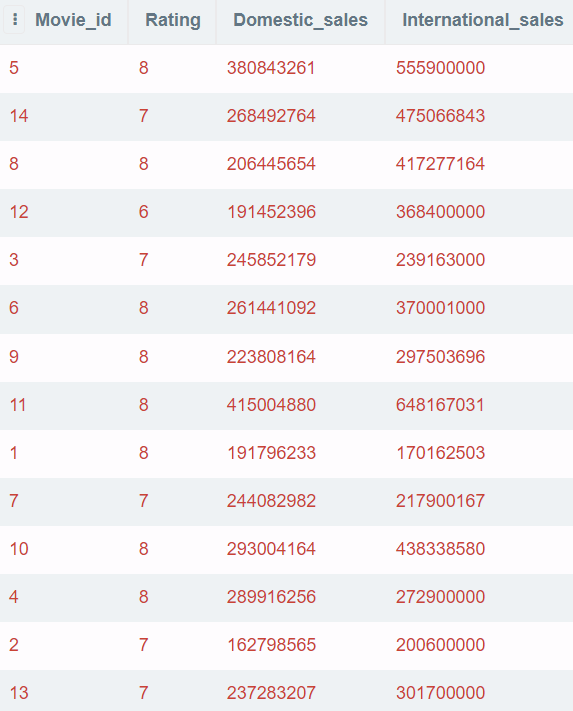 Movie_id Rating Domestic_sales International_sales
5 8 380843261 555900000
14 7 268492764 475066843
8 8 206445654 417277164
12 6 191452396 368400000
3 7 245852179 239163000
6 8 261441092 370001000
9 8 223808164 297503696
11 8 415004880 648167031
1 8 191796233 170162503
7 7 244082982 217900167
10 8 293004164 438338580
4 8 289916256 272900000
2 7 162798565 200600000
13 7 237283207 301700000